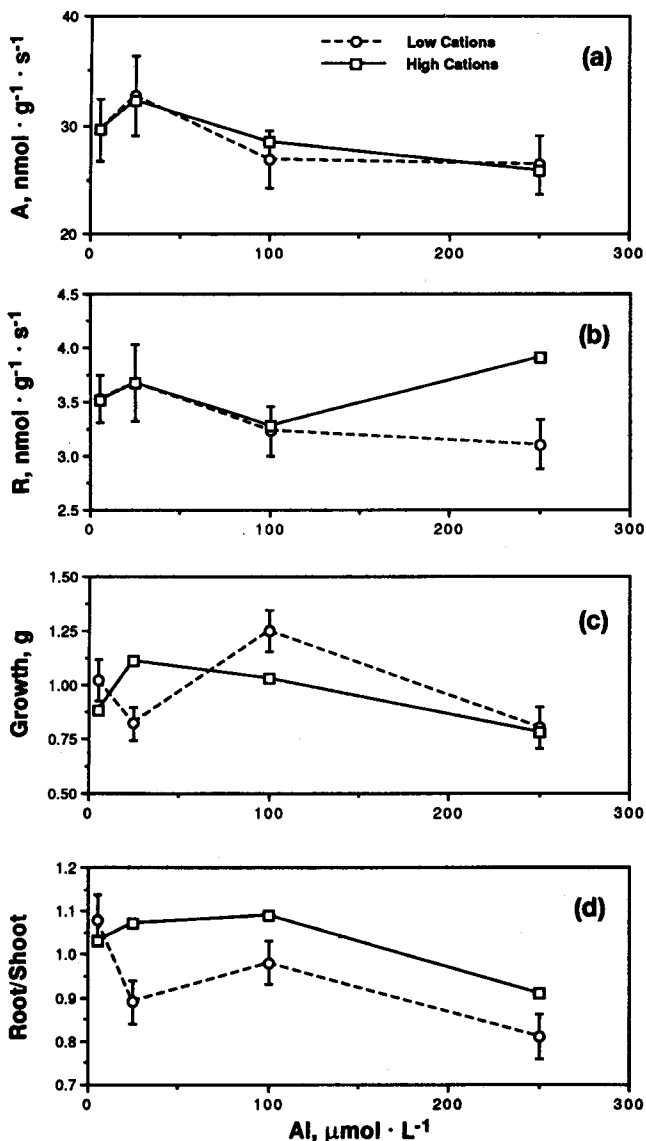 40
30
20
A, nmol · g⁻¹ · s⁻¹
Low Cations
High Cations
(a)
0 100 200 300
4.5
4.0
3.5
3.0
2.5
R, nmol · g⁻¹ · s⁻¹
(b)
0 100 200 300
1.50
1.25
1.00
0.75
0.50
Growth, g
(c)
0 100 200 300
1.2
1.1
1.0
0.9
0.8
0.7
Root/Shoot
(d)
0 100 200 300
Al, μmol · L⁻¹